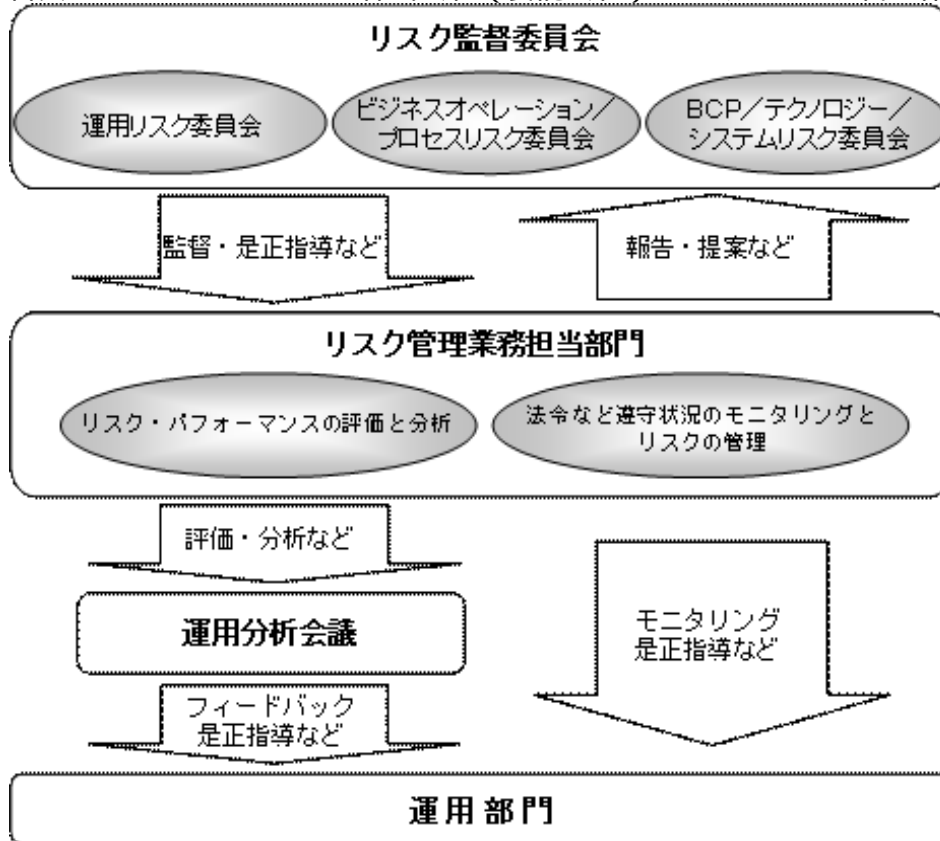 リスク監督委員会
運用リスク委員会
ビジネスオペレーション／
プロセスリスク委員会
BCP／テクノロジー／
システムリスク委員会
監督・是正指導など
報告・提案など
リスク管理業務担当部門
リスク・パフォーマンスの評価と分析
法令など遵守状況のモニタリングと
リスクの管理
評価・分析など
運用分析会議
モニタリング
是正指導など
フィードバック
是正指導など
運用部門